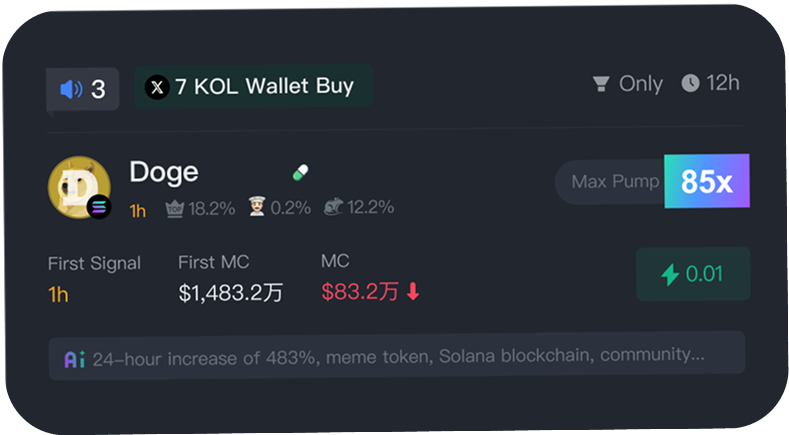 3 7 KOL Wallet Buy Only 12h
Doge Max Pump 85x
1h TOP 18.2% 0.2% 12.2%
First Signal First MC MC
1h $1,483.2万 $83.2万 0.01
Ai 24-hour increase of 483%, meme token, Solana blockchain, community...